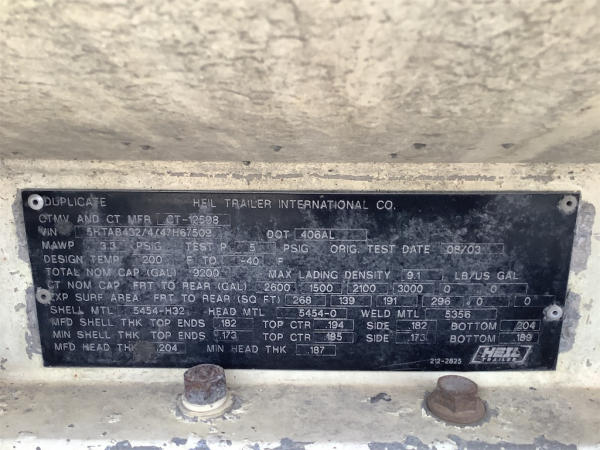 DUPLICATE HEIL TRAILER INTERNATIONAL CO.
CTMV AND CT MFR CT-12598
VIN
DOT 406AL
MAWP 3.3 PSIG TEST P 5 PSIG ORIG. TEST DATE 08/03
DESIGN TEMP 200 F TO -40 F
TOTAL NOM CAP (GAL) 9200 MAX LADING DENSITY 9.1 LB/US GAL
CT NOM CAP FRT TO REAR (GAL) 2600 1500 2100 3000 0 0
EXP SURF AREA FRT TO REAR (SQ FT) 268 139 191 296 0 0
SHELL MTL 5454-H32 HEAD MTL 5454-0 WELD MTL 5356
MFD SHELL THK TOP ENDS .182 TOP CTR .194 SIDE .182 BOTTOM .204
MIN SHELL THK TOP ENDS .173 TOP CTR .185 SIDE .173 BOTTOM .189
MFD HEAD THK .204 MIN HEAD THK .187
212-2825
HEIL
TRAILER